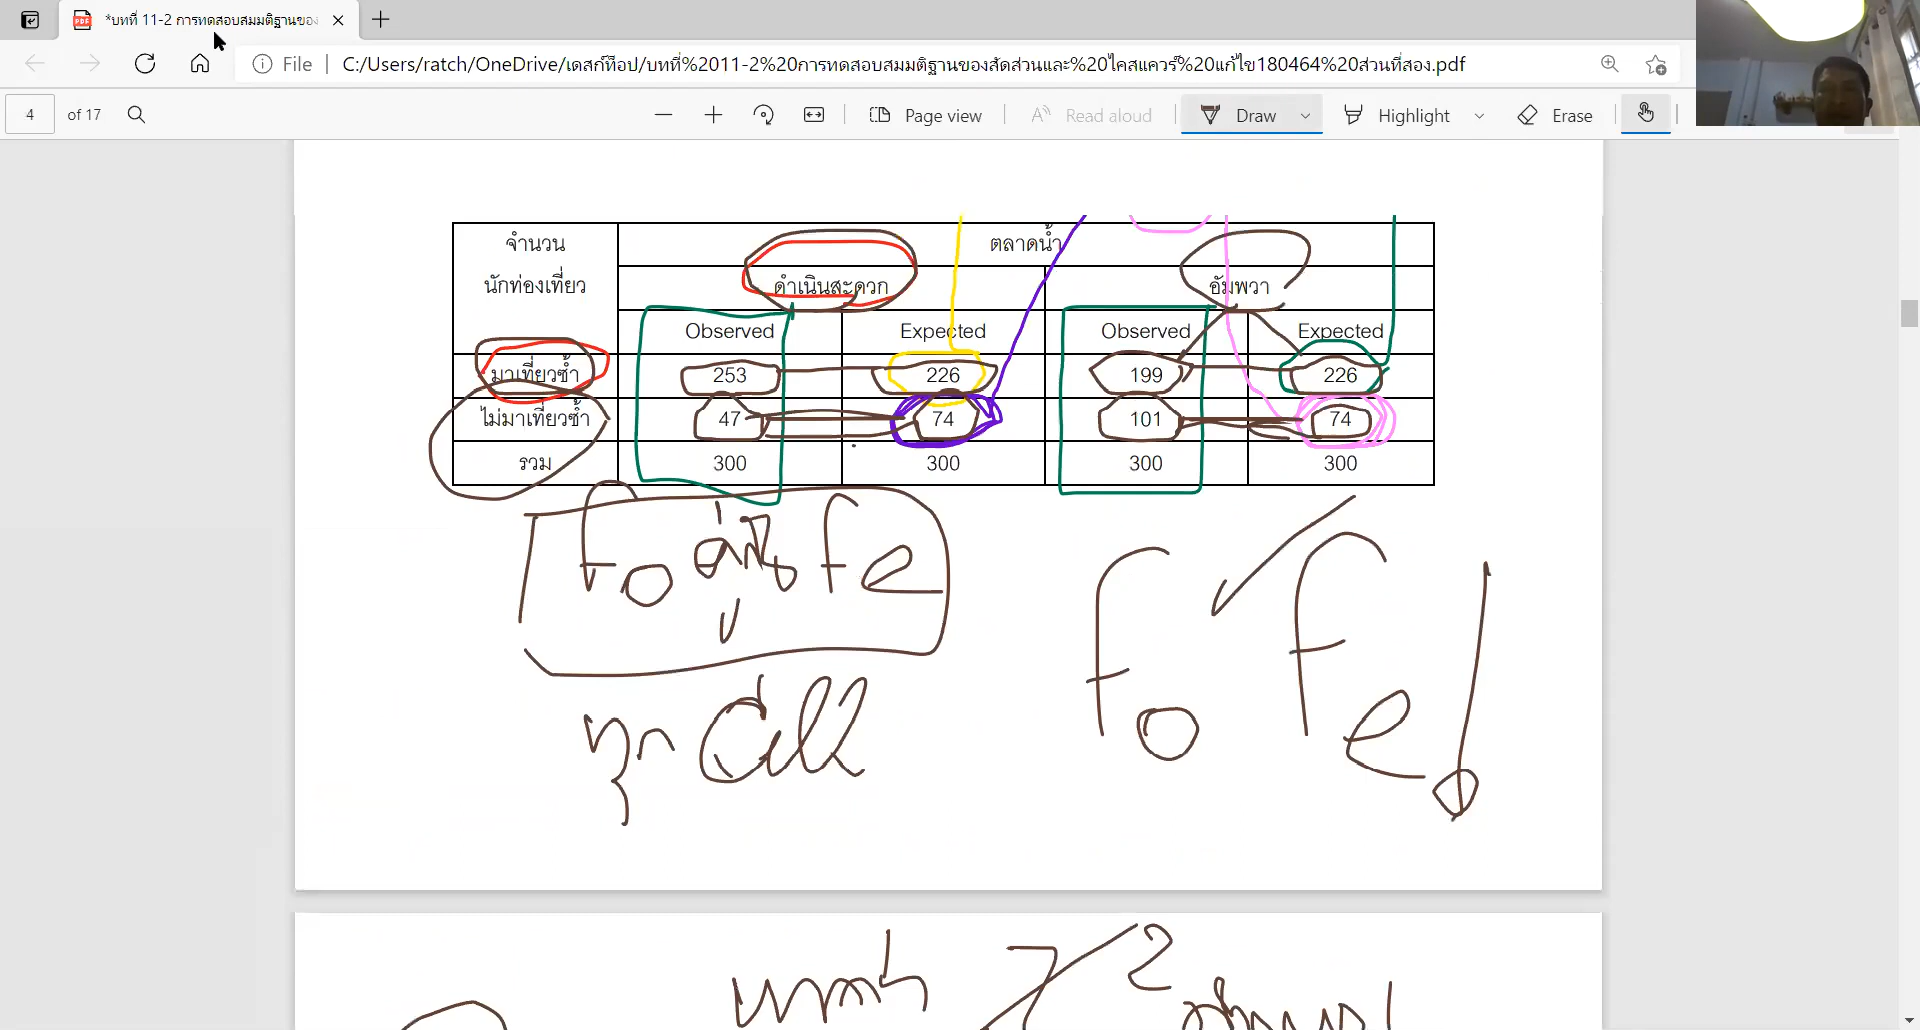 *บทที่ 11-2 การทดสอบสมมติฐานของ
File
C:/Users/ratch/OneDrive/เดสก์ท็อป/บทที่%2011-2%20การทดสอบสมมติฐานของสัดส่วนและ%20ไคสแควร์%20แก้ไข180464%20ส่วนที่สอง.pdf
4 of 17
Page view
Read aloud
Draw
Highlight
Erase
จำนวน
นักท่องเที่ยว
ตลาดน้ำ
ดำเนินสะดวก
อัมพวา
Observed Expected Observed Expected
มาเที่ยวซ้ำ 253 226 199 226
ไม่มาเที่ยวซ้ำ 47 74 101 74
รวม 300 300 300 300
fo fe
fo fe
ทุก Cell
2